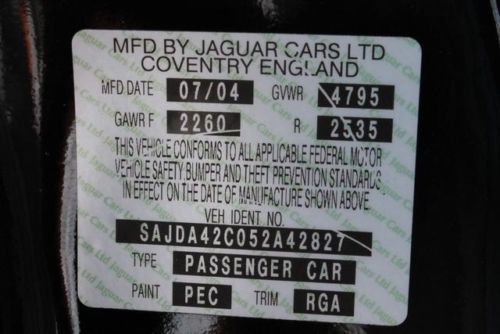 MFD BY JAGUAR CARS LTD
COVENTRY ENGLAND
MFD DATE 07/04 GVWR 4795
GAWR F 2260 R 2535
THIS VEHICLE CONFORMS TO ALL APPLICABLE FEDERAL MOTOR
VEHICLE SAFETY, BUMPER AND THEFT PREVENTION STANDARDS
IN EFFECT ON THE DATE OF MANUFACTURE SHOWN ABOVE.
VEH IDENT NO.
SAJDA42C052A42827
TYPE PASSENGER CAR
PAINT PEC TRIM RGA